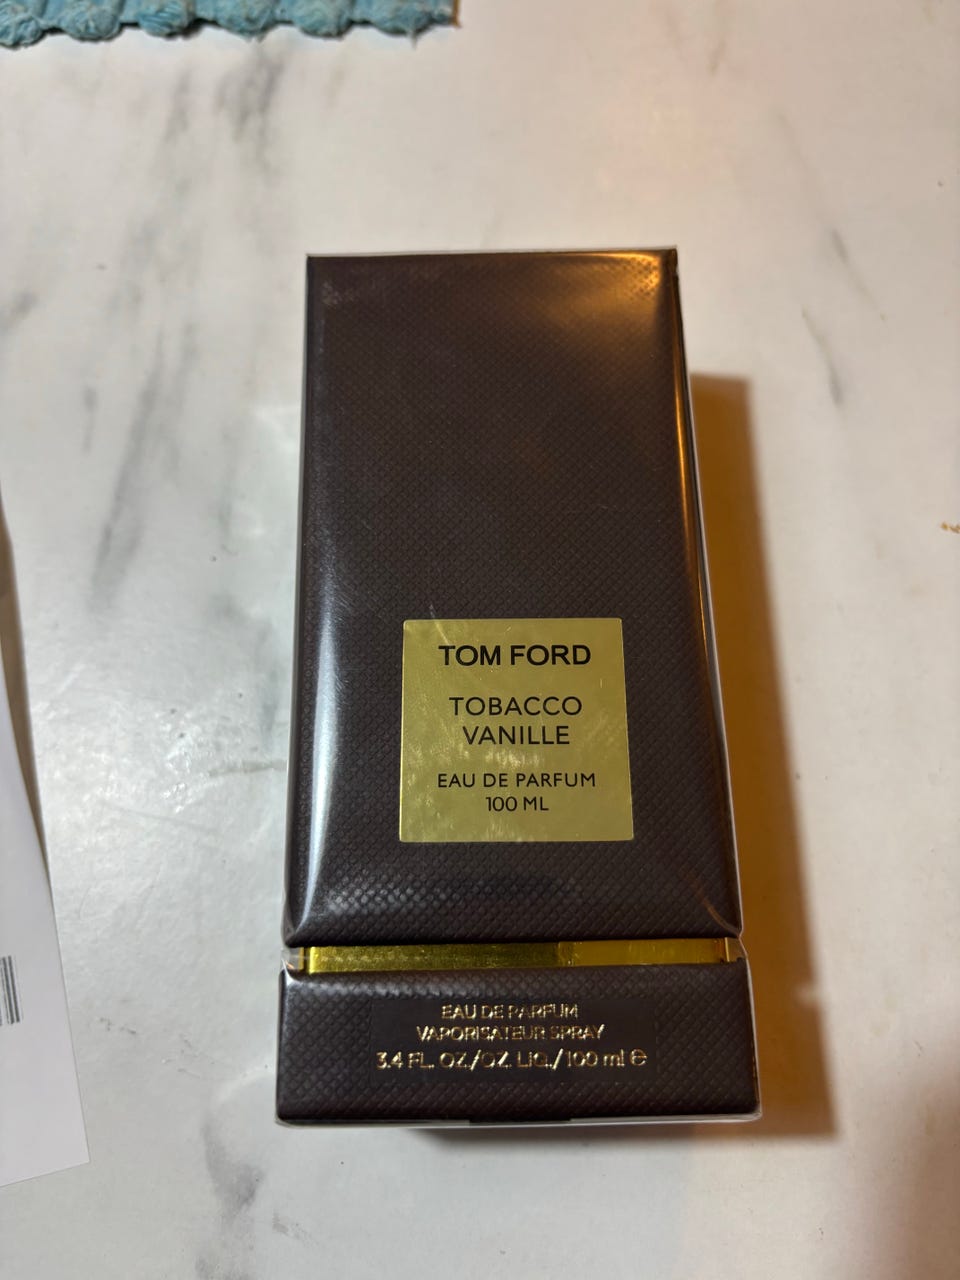 TOM FORD
TOBACCO
VANILLE
EAU DE PARFUM
100 ML
EAU DE PARFUM
VAPORISATEUR SPRAY
3.4 FL. OZ./OZ. LIQ./100 ml ℮